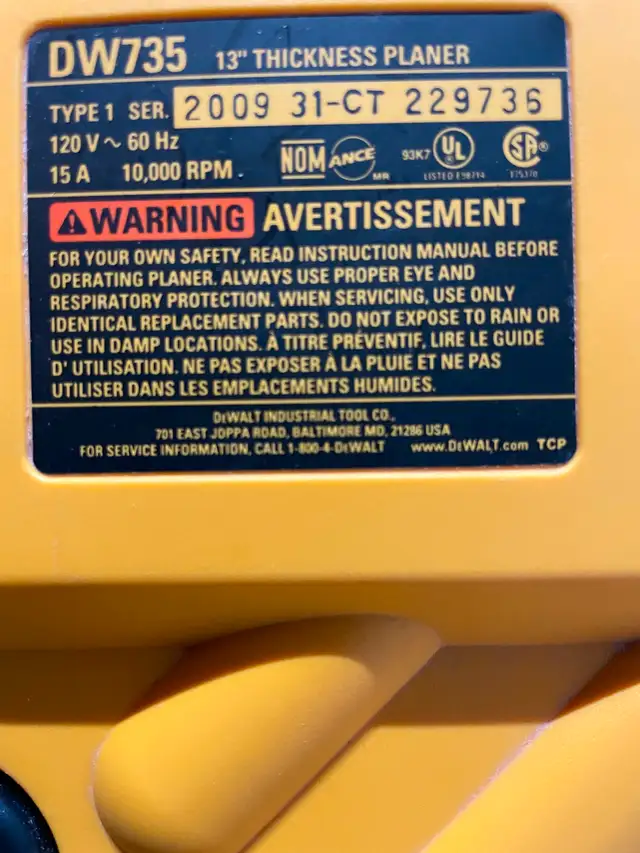 DW735 13" THICKNESS PLANER
TYPE 1 SER. 2009 31-CT 229736
120 V ~ 60 Hz
15 A 10,000 RPM
NOM ANCE MR 93K7 UL LISTED E98714 SA® 175370
⚠WARNING AVERTISSEMENT
FOR YOUR OWN SAFETY, READ INSTRUCTION MANUAL BEFORE
OPERATING PLANER. ALWAYS USE PROPER EYE AND
RESPIRATORY PROTECTION. WHEN SERVICING, USE ONLY
IDENTICAL REPLACEMENT PARTS. DO NOT EXPOSE TO RAIN OR
USE IN DAMP LOCATIONS. À TITRE PRÉVENTIF, LIRE LE GUIDE
D' UTILISATION. NE PAS EXPOSER À LA PLUIE ET NE PAS
UTILISER DANS LES EMPLACEMENTS HUMIDES.
DEWALT INDUSTRIAL TOOL CO.,
701 EAST JOPPA ROAD, BALTIMORE MD, 21286 USA
FOR SERVICE INFORMATION, CALL 1-800-4-DEWALT www.DEWALT.com TCP